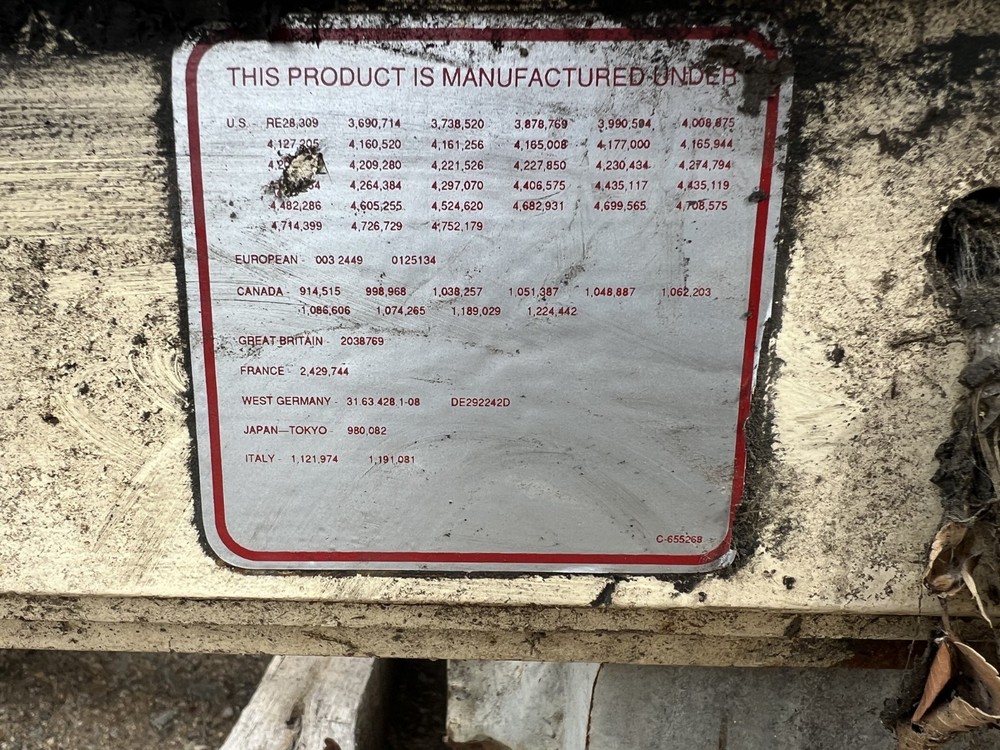 THIS PRODUCT IS MANUFACTURED UNDER
U.S. - RE28,309 3,690,714 3,738,520 3,878,769 3,990,594 4,008,875
4,127,205 4,160,520 4,161,256 4,165,008 4,177,000 4,165,944
4,209,280 4,221,526 4,227,850 4,230,434 4,274,794
4,264,384 4,297,070 4,406,575 4,435,117 4,435,119
4,482,286 4,605,255 4,524,620 4,682,931 4,699,565 4,708,575
4,714,399 4,726,729 4,752,179
EUROPEAN - 003 2449 0125134
CANADA - 914,515 998,968 1,038,257 1,051,387 1,048,887 1,062,203
1,086,606 1,074,265 1,189,029 1,224,442
GREAT BRITAIN - 2038769
FRANCE - 2,429,744
WEST GERMANY - 31.63.428.1-08 DE292242D
JAPAN—TOKYO - 980,082
ITALY - 1,121,974 1,191,081
C-655268